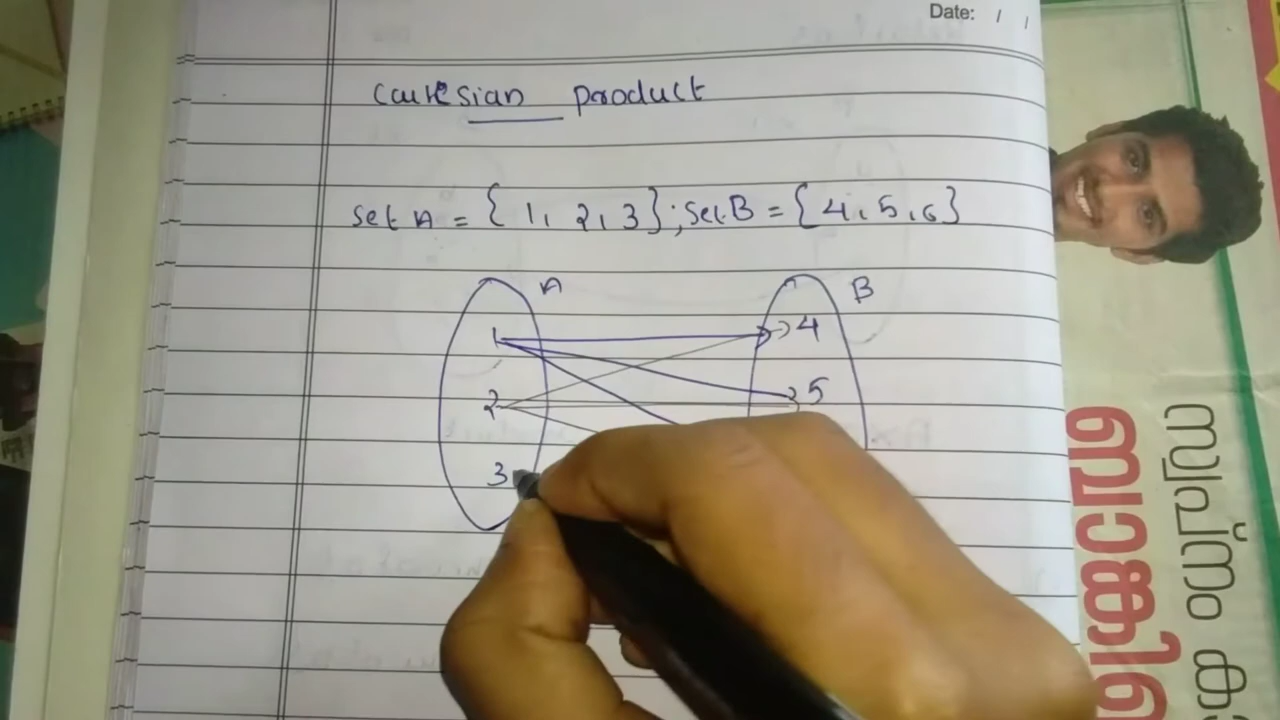 Date: / /
Cartesian product
Set A = { 1, 2, 3 } ; Set B = { 4, 5, 6 }
A B
1 4
2 5
3